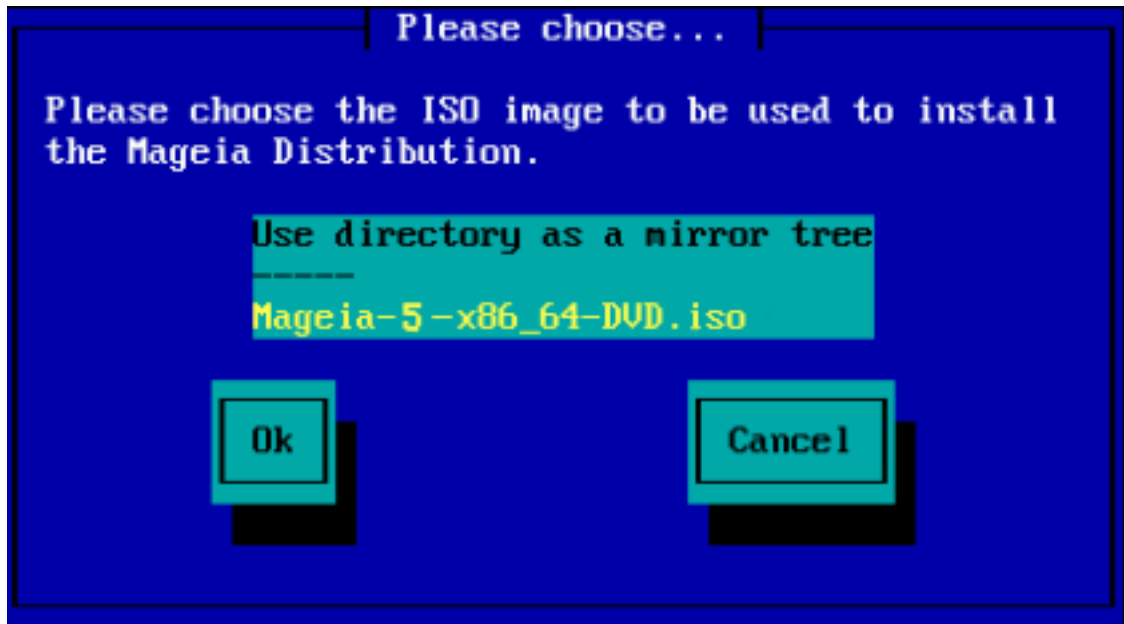 Please choose...
Please choose the ISO image to be used to install
the Mageia Distribution.
Use directory as a mirror tree
-----
Mageia-5-x86_64-DVD.iso
Ok
Cancel